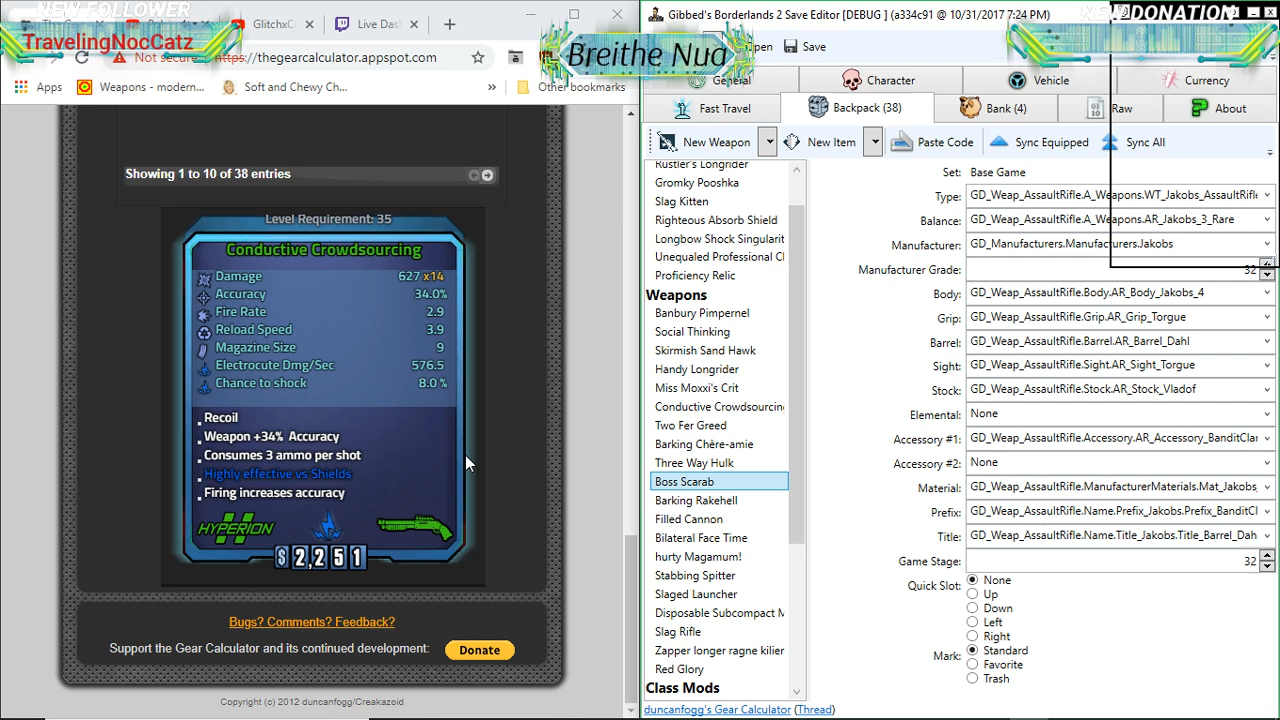 NEW FOLLOWER
TravelingNocCatz
GlitchxC
Live Das
Not secure
https://thegearcalculator.appspot.com
Apps
Weapons - modern...
Soft and Chewy Ch...
»
Other bookmarks
Breithe Nua
Showing 1 to 10 of 38 entries
Level Requirement: 35
Conductive Crowdsourcing
Damage 627 x14
Accuracy 34.0%
Fire Rate 2.9
Reload Speed 3.9
Magazine Size 9
Electrocute Dmg/Sec 576.5
Chance to shock 8.0 %
Recoil
Weapon +34% Accuracy
Consumes 3 ammo per shot
Highly effective vs Shields
Firing increases accuracy
HYPERION
$ 2,251
Bugs? Comments? Feedback?
Support the Gear Calculator and its continued development.
Donate
Copyright (c) 2012 duncanfogg/Creakazoid
Gibbed's Borderlands 2 Save Editor [DEBUG] (a334c91 @ 10/31/2017 7:24 PM)
NEW DONATION
Open Save
General Character Vehicle Currency
Fast Travel Backpack (38) Bank (4) Raw About
New Weapon New Item Paste Code Sync Equipped Sync All
Rustler's Longrider
Gromky Pooshka
Slag Kitten
Righteous Absorb Shield
Longbow Shock Singularit
Unequaled Professional Cl
Proficiency Relic
Weapons
Banbury Pimpernel
Social Thinking
Skirmish Sand Hawk
Handy Longrider
Miss Moxxi's Crit
Conductive Crowdsourcing
Two Fer Greed
Barking Chère-amie
Three Way Hulk
Boss Scarab
Barking Rakehell
Filled Cannon
Bilateral Face Time
hurty Magamum!
Stabbing Spitter
Slaged Launcher
Disposable Subcompact
Slag Rifle
Zapper longer ragne kilier
Red Glory
Class Mods
duncanfogg's Gear Calculator (Thread)
Set: Base Game
Type: GD_Weap_AssaultRifle.A_Weapons.WT_Jakobs_AssaultRifle
Balance: GD_Weap_AssaultRifle.A_Weapons.AR_Jakobs_3_Rare
Manufacturer: GD_Manufacturers.Manufacturers.Jakobs
Manufacturer Grade: 32
Body: GD_Weap_AssaultRifle.Body.AR_Body_Jakobs_4
Grip: GD_Weap_AssaultRifle.Grip.AR_Grip_Torgue
Barrel: GD_Weap_AssaultRifle.Barrel.AR_Barrel_Dahl
Sight: GD_Weap_AssaultRifle.Sight.AR_Sight_Torgue
Stock: GD_Weap_AssaultRifle.Stock.AR_Stock_Vladof
Elemental: None
Accessory #1: GD_Weap_AssaultRifle.Accessory.AR_Accessory_BanditClar
Accessory #2: None
Material: GD_Weap_AssaultRifle.ManufacturerMaterials.Mat_Jakobs_
Prefix: GD_Weap_AssaultRifle.Name.Prefix_Jakobs.Prefix_BanditCl
Title: GD_Weap_AssaultRifle.Name.Title_Jakobs.Title_Barrel_Dah
Game Stage: 32
Quick Slot: None
Up
Down
Left
Right
Mark: Standard
Favorite
Trash